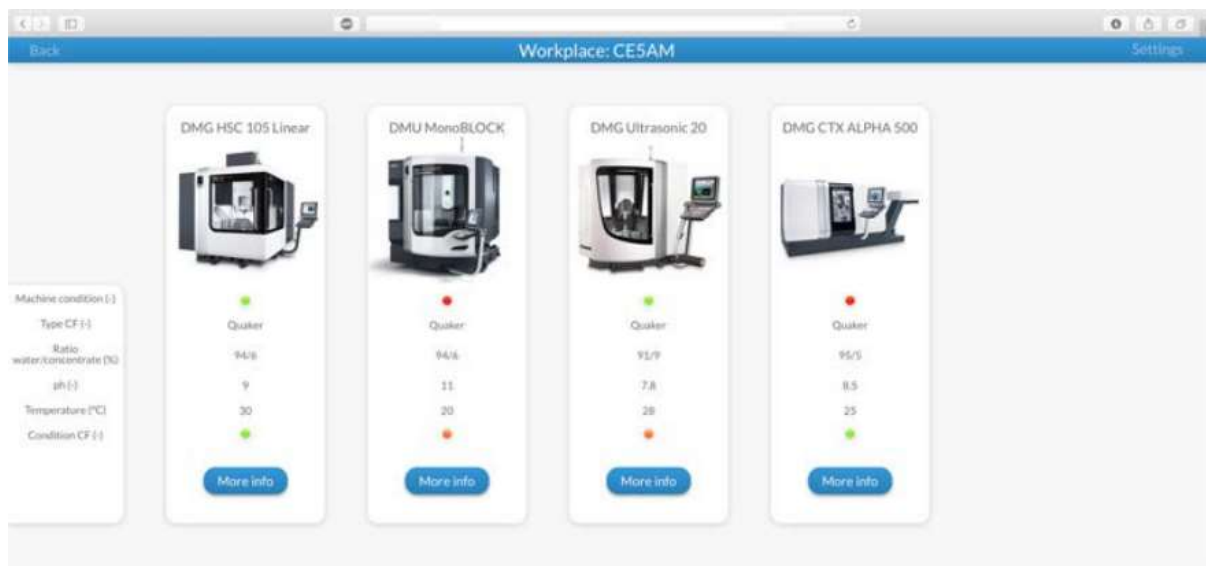 Back
Workplace: CE5AM
Settings
DMG HSC 105 Linear
DMU MonoBLOCK
DMG Ultrasonic 20
DMG CTX ALPHA 500
Machine condition (-)
Type CF (-)
Quaker
Quaker
Quaker
Quaker
Ratio
water/concentrate (%)
94/6
94/6
91/9
95/5
ph (-)
9
11
7.8
8.5
Temperature (°C)
30
20
28
25
Condition CF (-)
More info
More info
More info
More info